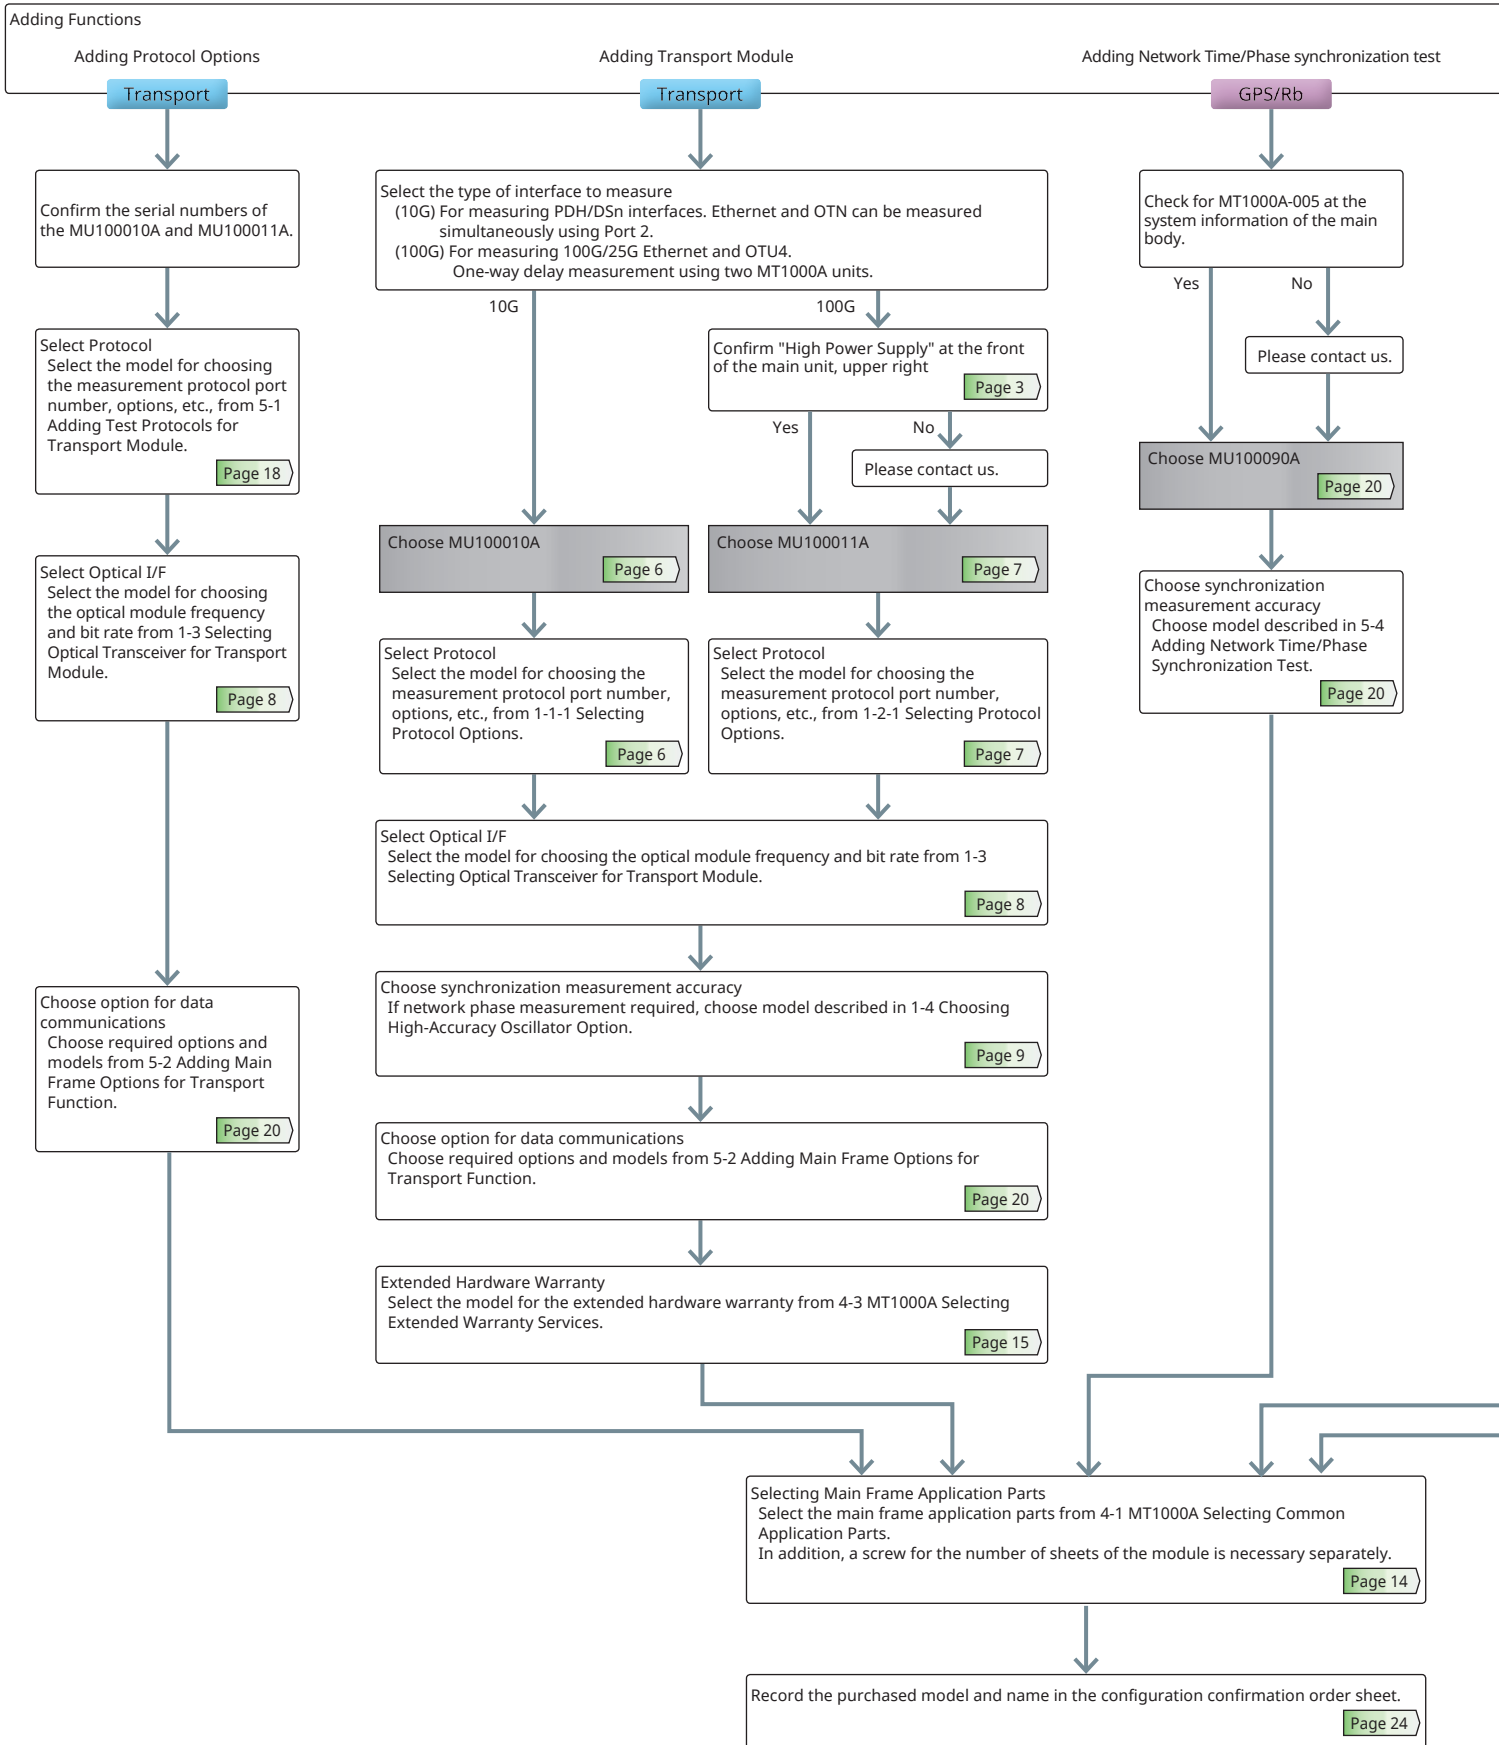 Adding Functions
Adding Protocol Options
Transport
Confirm the serial numbers of
the MU100010A and MU100011A.
Select Protocol
Select the model for choosing
the measurement protocol port
number, options, etc., from 5-1
Adding Test Protocols for
Transport Module.
Page 18
Select Optical I/F
Select the model for choosing
the optical module frequency
and bit rate from 1-3 Selecting
Optical Transceiver for Transport
Module.
Page 8
Choose option for data
communications
Choose required options and
models from 5-2 Adding Main
Frame Options for Transport
Function.
Page 20
Adding Transport Module
Transport
Select the type of interface to measure
(10G) For measuring PDH/DSn interfaces. Ethernet and OTN can be measured
simultaneously using Port 2.
(100G) For measuring 100G/25G Ethernet and OTU4.
One-way delay measurement using two MT1000A units.
10G
100G
Confirm "High Power Supply" at the front
of the main unit, upper right
Page 3
Yes
No
Please contact us.
Choose MU100010A
Page 6
Choose MU100011A
Page 7
Select Protocol
Select the model for choosing the
measurement protocol port number,
options, etc., from 1-1-1 Selecting
Protocol Options.
Page 6
Select Protocol
Select the model for choosing the
measurement protocol port number,
options, etc., from 1-2-1 Selecting Protocol
Options.
Page 7
Select Optical I/F
Select the model for choosing the optical module frequency and bit rate from 1-3
Selecting Optical Transceiver for Transport Module.
Page 8
Choose synchronization measurement accuracy
If network phase measurement required, choose model described in 1-4 Choosing
High-Accuracy Oscillator Option.
Page 9
Choose option for data communications
Choose required options and models from 5-2 Adding Main Frame Options for
Transport Function.
Page 20
Extended Hardware Warranty
Select the model for the extended hardware warranty from 4-3 MT1000A Selecting
Extended Warranty Services.
Page 15
Adding Network Time/Phase synchronization test
GPS/Rb
Check for MT1000A-005 at the
system information of the main
body.
Yes
No
Please contact us.
Choose MU100090A
Page 20
Choose synchronization
measurement accuracy
Choose model described in 5-4
Adding Network Time/Phase
Synchronization Test.
Page 20
Selecting Main Frame Application Parts
Select the main frame application parts from 4-1 MT1000A Selecting Common
Application Parts.
In addition, a screw for the number of sheets of the module is necessary separately.
Page 14
Record the purchased model and name in the configuration confirmation order sheet.
Page 24